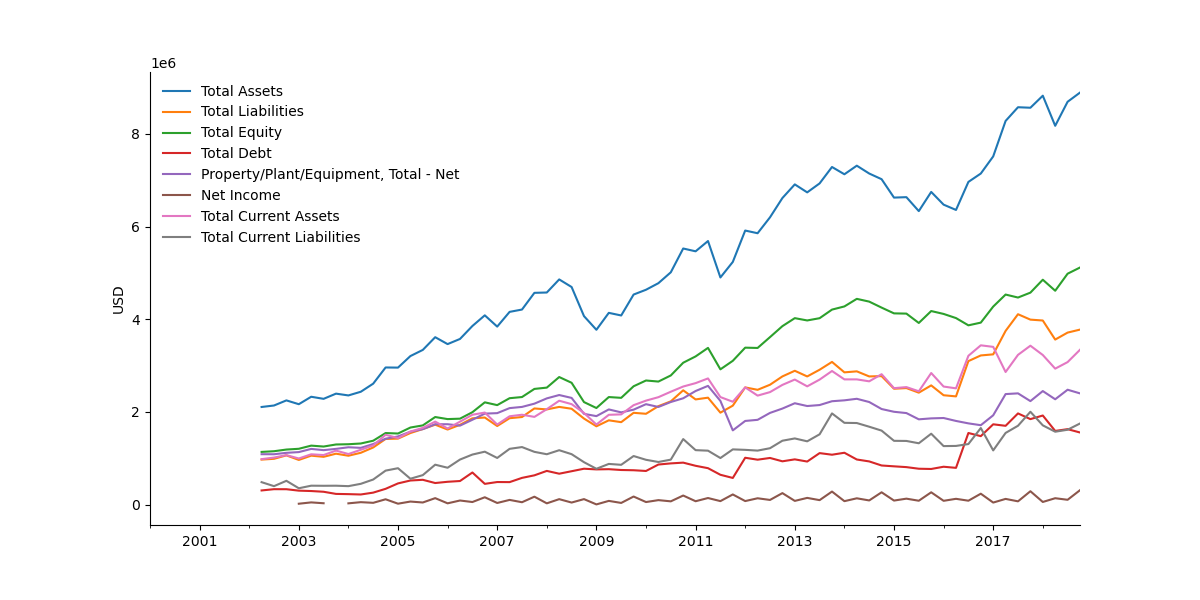 1e6
Total Assets
Total Liabilities
Total Equity
Total Debt
Property/Plant/Equipment, Total - Net
Net Income
Total Current Assets
Total Current Liabilities
8
6
4
2
0
USD
2001 2003 2005 2007 2009 2011 2013 2015 2017